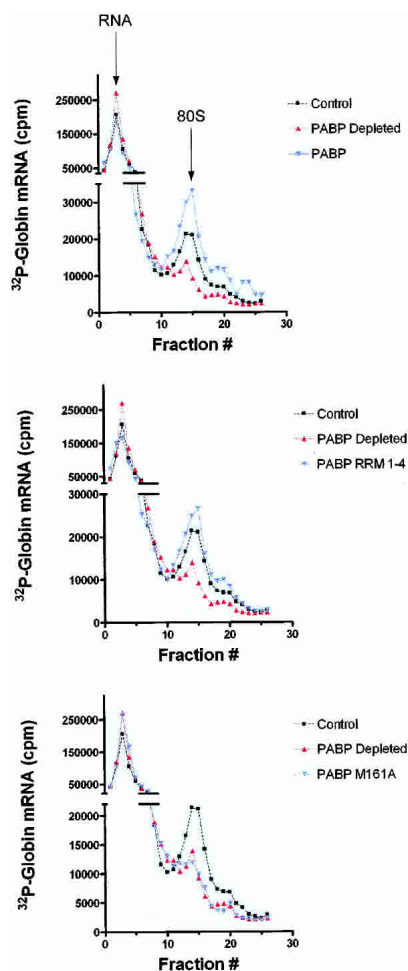 RNA
80S
250000
150000
50000
30000
20000
10000
0
0 10 20 30
Fraction #
32P-Globin mRNA (cpm)
Control
PABP Depleted
PABP
250000
150000
50000
30000
20000
10000
0
0 10 20 30
Fraction #
32P-Globin mRNA (cpm)
Control
PABP Depleted
PABP RRM 1-4
250000
150000
50000
20000
15000
10000
5000
0
0 10 20 30
Fraction #
32P-Globin mRNA (cpm)
Control
PABP Depleted
PABP M161A